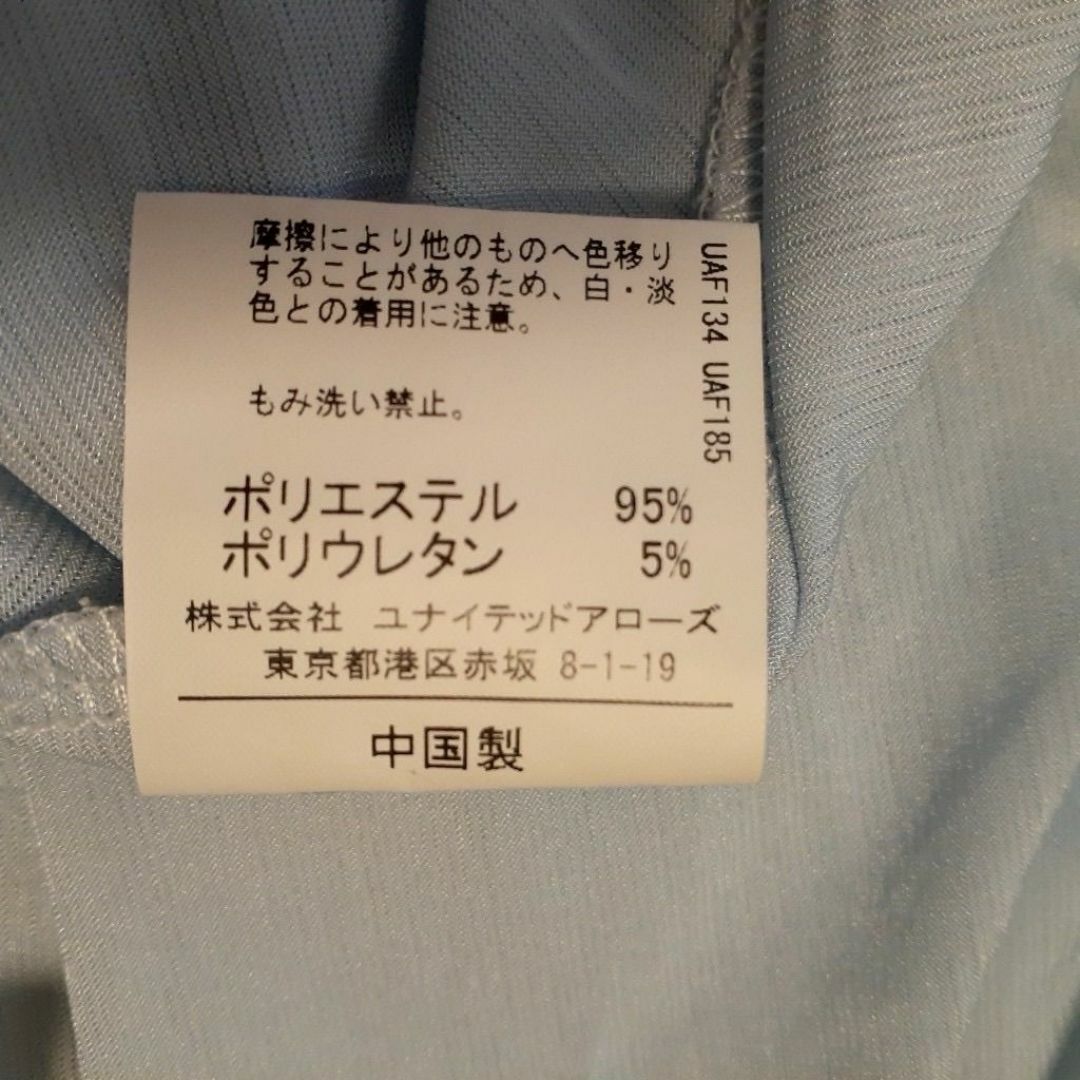 摩擦により他のものへ色移り
することがあるため、白・淡
色との着用に注意。
もみ洗い禁止。
ポリエステル 95%
ポリウレタン 5%
株式会社 ユナイテッドアローズ
東京都港区赤坂 8-1-19
中国製
UAF134 UAF185